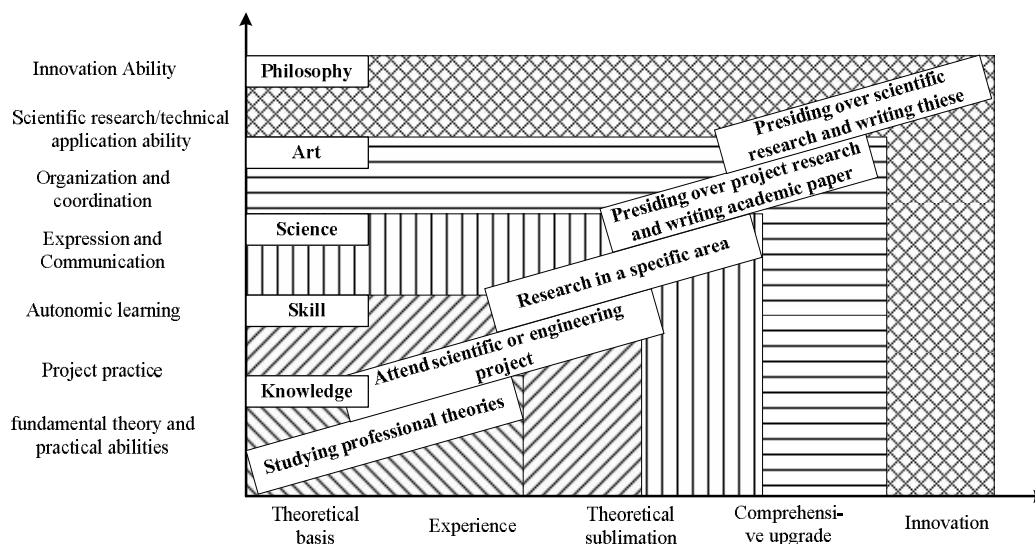 Innovation Ability
Scientific research/technical
application ability
Organization and
coordination
Expression and
Communication
Autonomic learning
Project practice
fundamental theory and
practical abilities
Philosophy
Art
Science
Skill
Knowledge
Presiding over scientific
research and writing thiese
Presiding over project research
and writing academic paper
Research in a specific area
Attend scientific or engineering
project
Studying professional theories
Theoretical
basis
Experience
Theoretical
sublimation
Comprehensi-
ve upgrade
Innovation